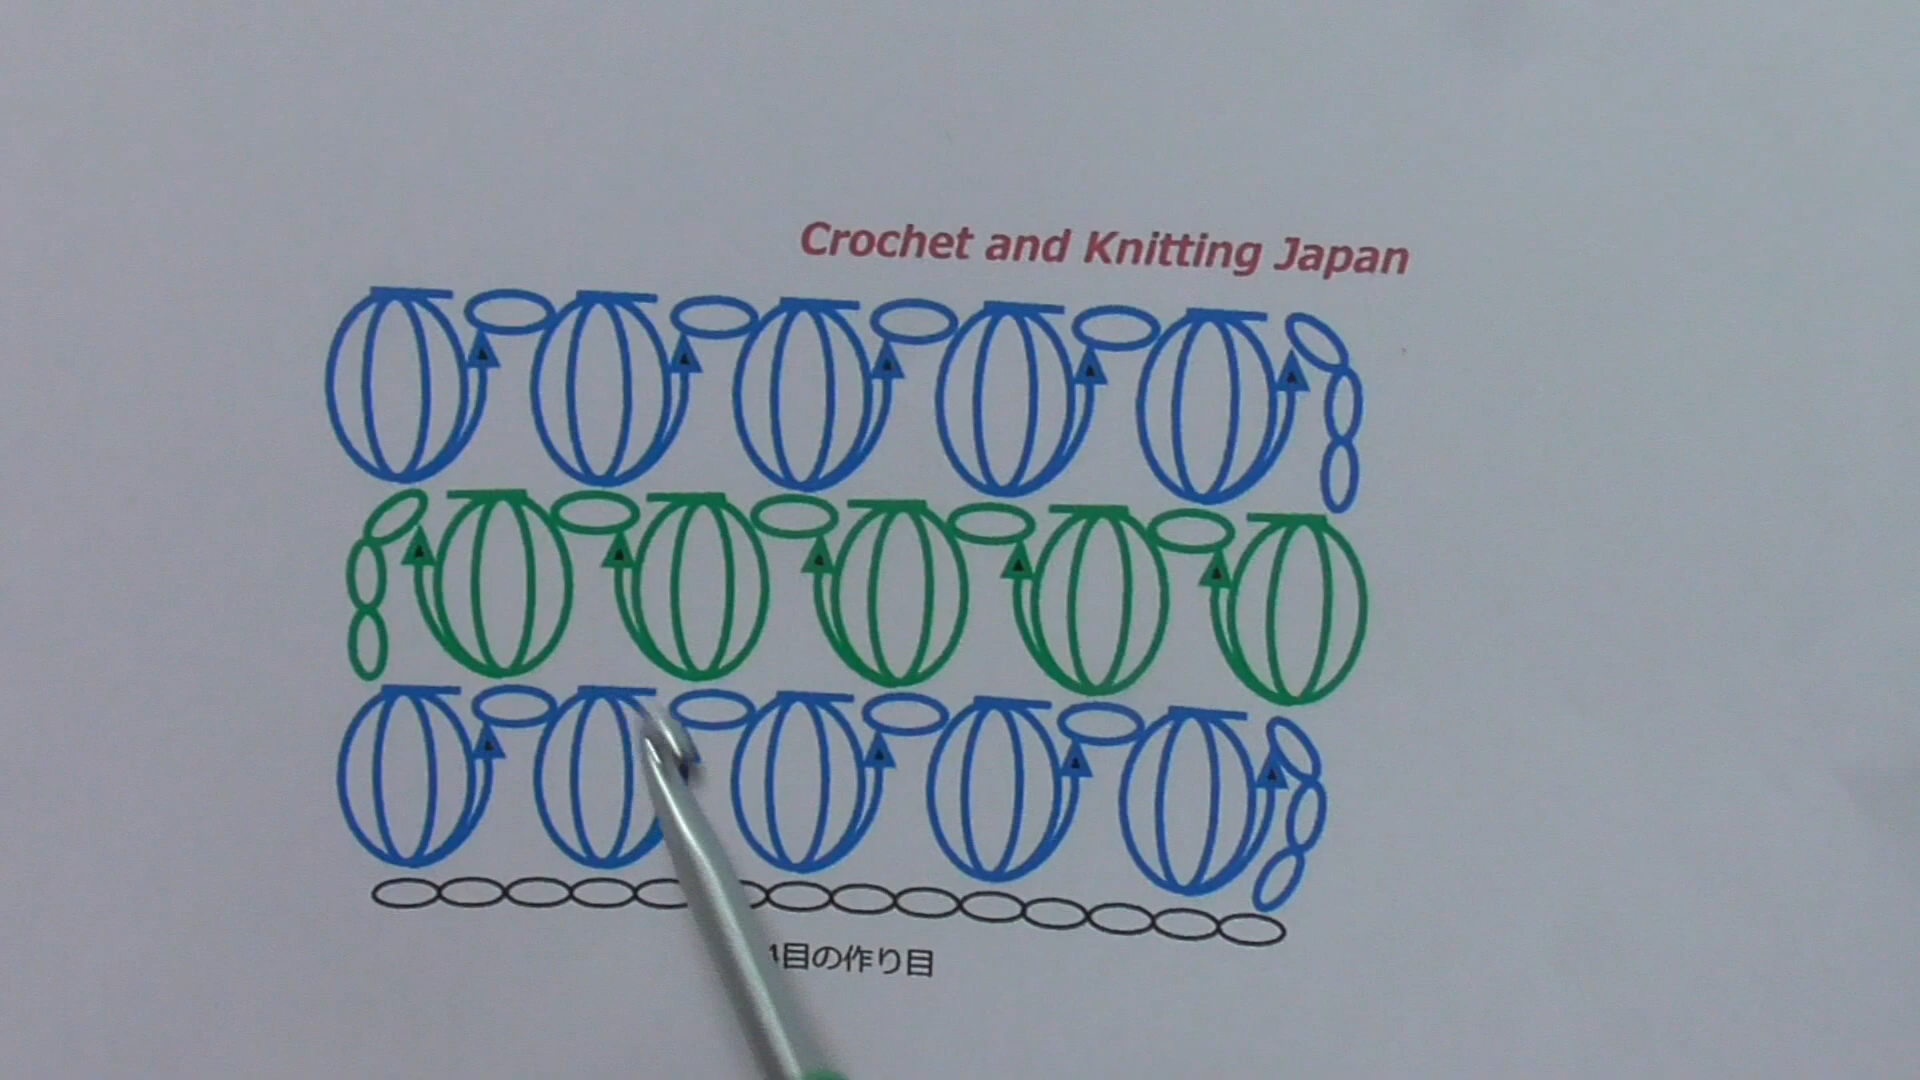 Crochet and Knitting Japan
目の作り目